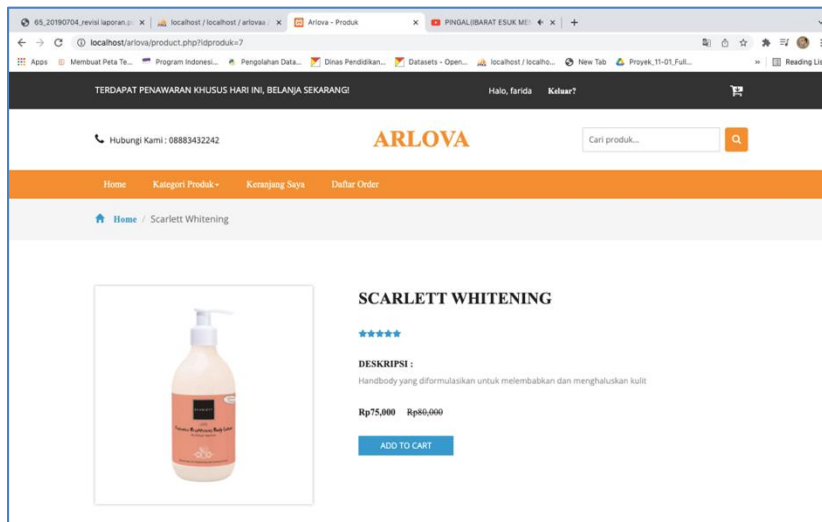 65_20190704_revisi laporan.p
localhost / localhost / arlovaa /
Arlova - Produk
PINGAL(IBARAT ESUK ME
localhost/arlova/product.php?idproduk=7
Apps
Membuat Peta Te...
Program Indonesi...
Pengolahan Data...
Dinas Pendidikan...
Datasets - Open...
localhost / localho...
New Tab
Proyek_11-01_Full...
»
Reading Lis
TERDAPAT PENAWARAN KHUSUS HARI INI, BELANJA SEKARANG!
Halo, farida
Keluar?
Hubungi Kami : 08883432242
ARLOVA
Cari produk...
Home
Kategori Produk
Keranjang Saya
Daftar Order
Home / Scarlett Whitening
SCARLETT WHITENING
DESKRIPSI :
Handbody yang diformulasikan untuk melembabkan dan menghaluskan kulit
Rp75,000 Rp80,000
ADD TO CART
SCARLETT